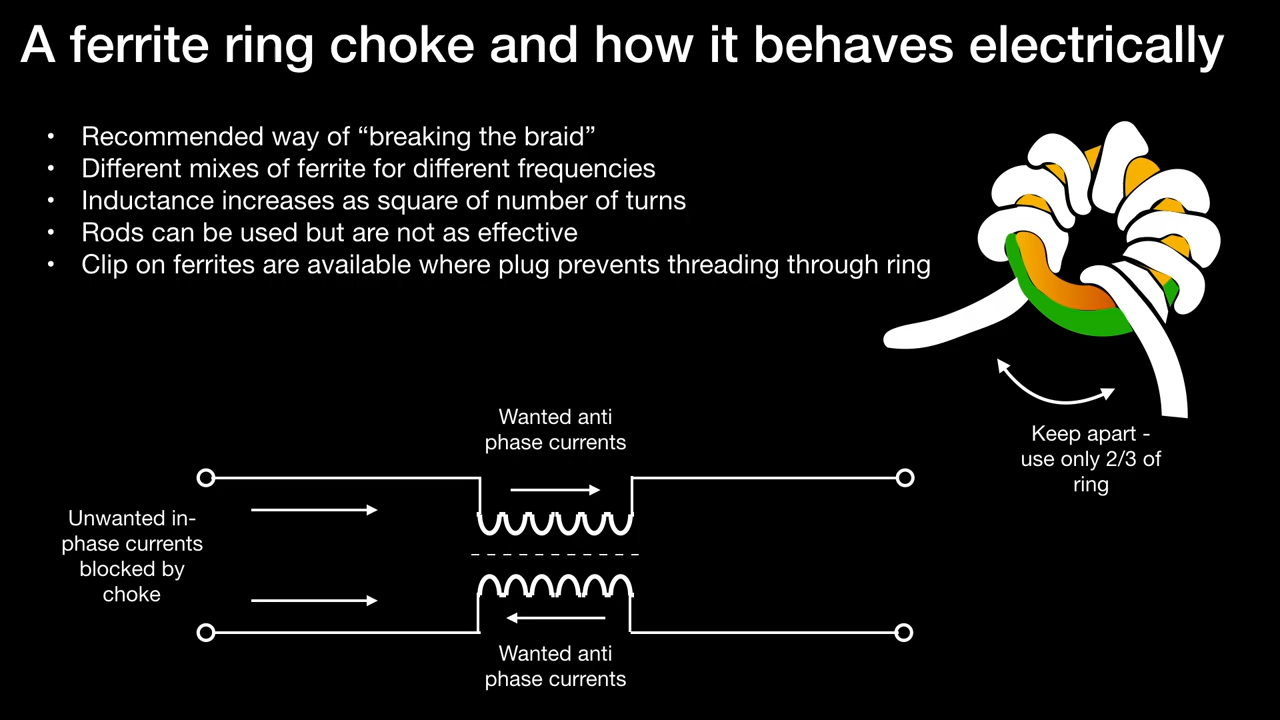 A ferrite ring choke and how it behaves electrically
• Recommended way of “breaking the braid”
• Different mixes of ferrite for different frequencies
• Inductance increases as square of number of turns
• Rods can be used but are not as effective
• Clip on ferrites are available where plug prevents threading through ring
Wanted anti
phase currents
Keep apart -
use only 2/3 of
ring
Unwanted in-
phase currents
blocked by
choke
Wanted anti
phase currents